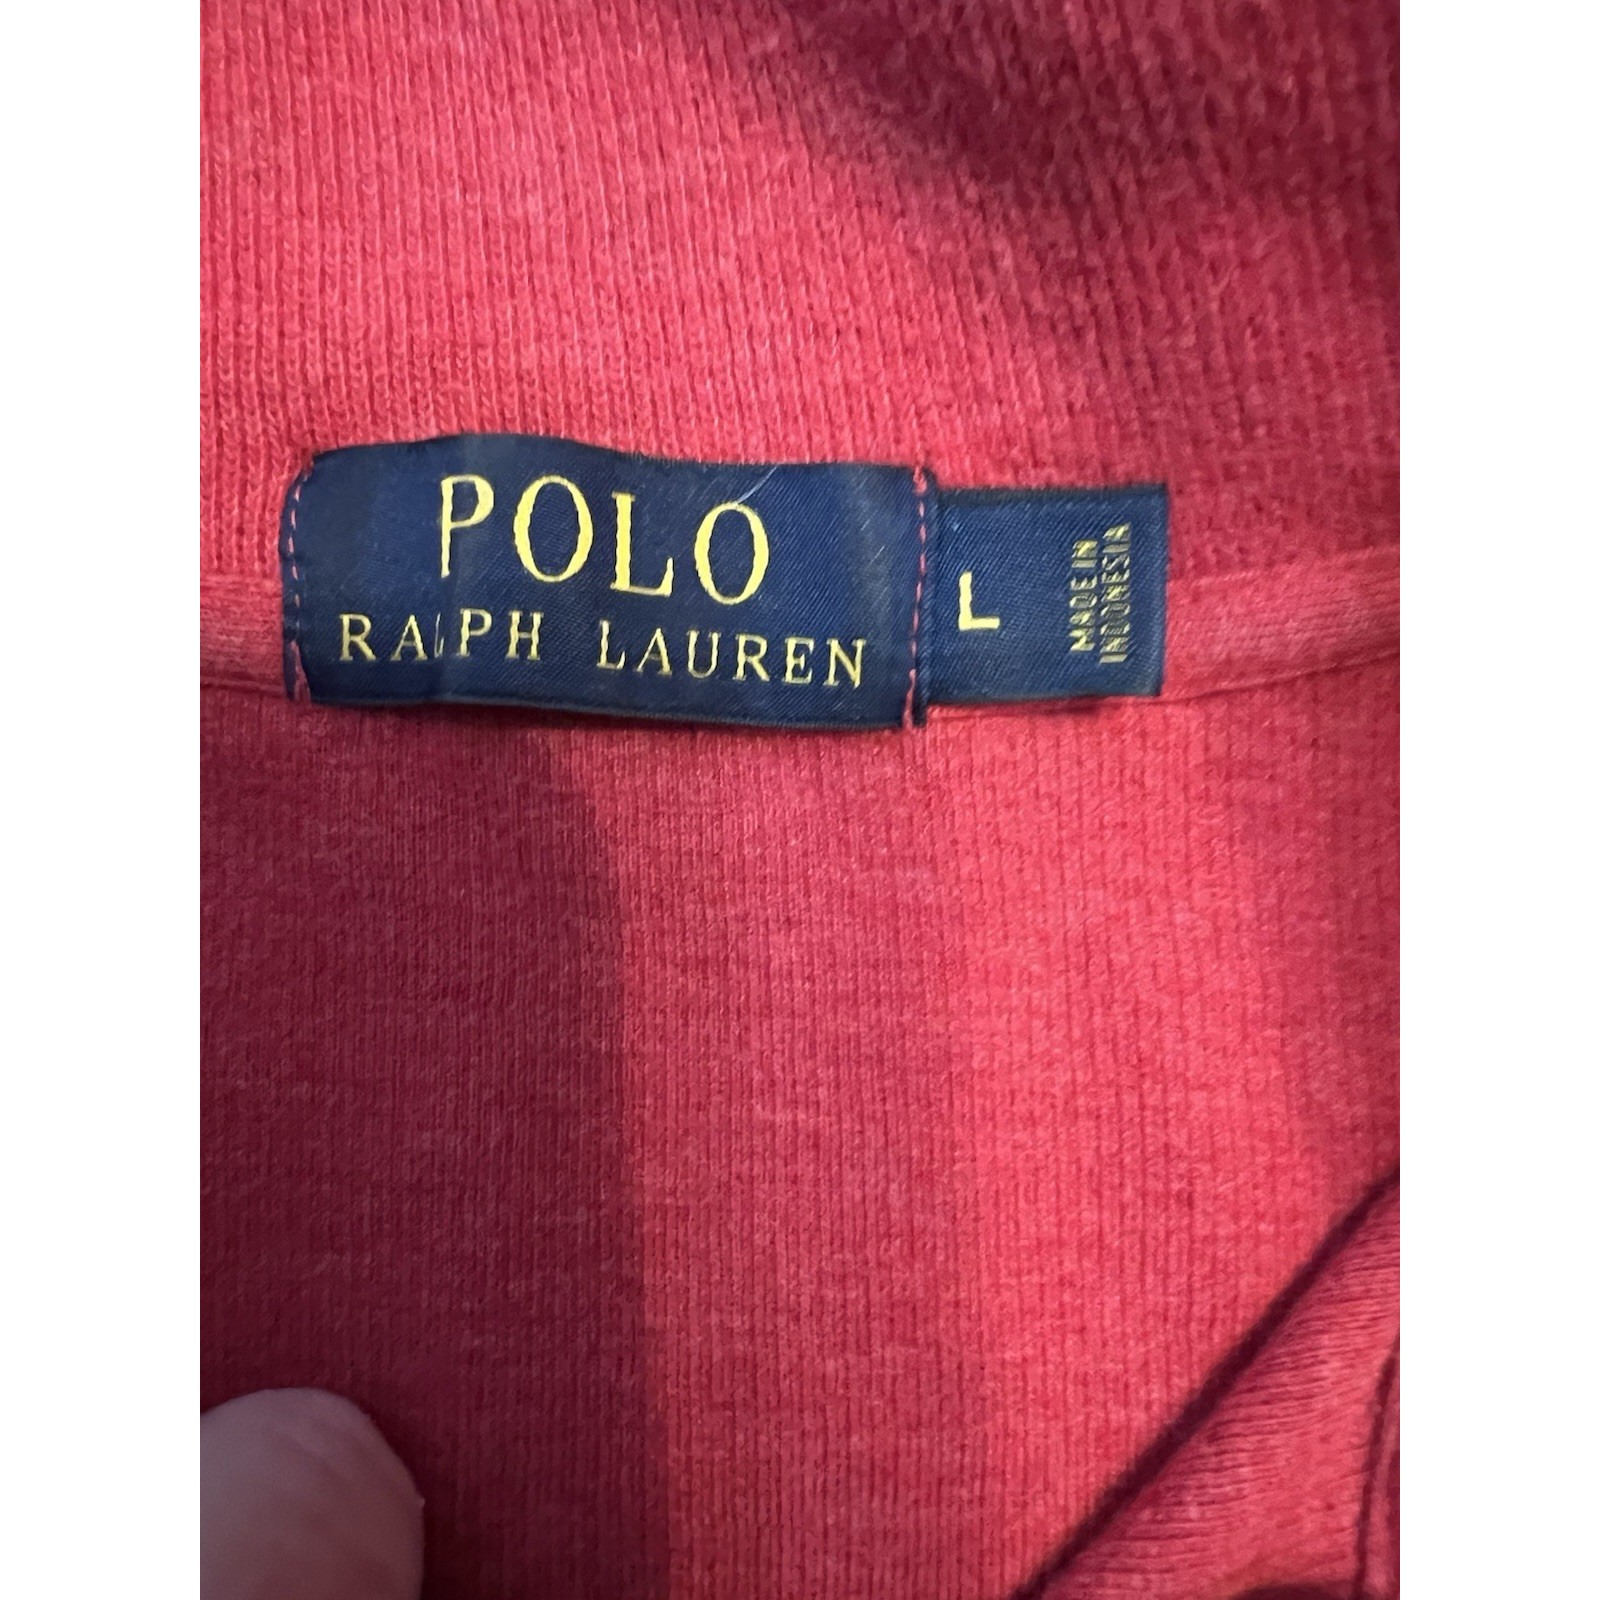 POLO
RALPH LAUREN
L
MADE IN
INDONESIA